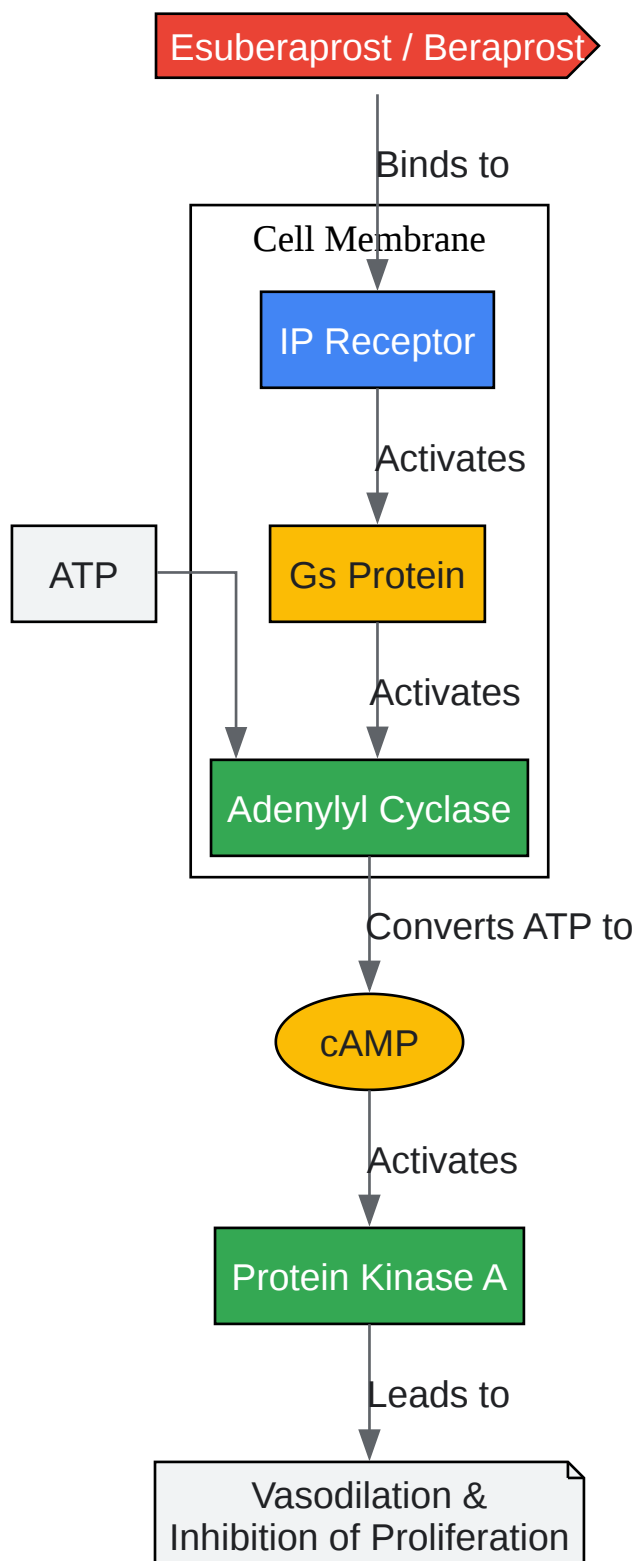 Esuberaprost / Beraprost
Binds to
Cell Membrane
IP Receptor
Activates
ATP
Gs Protein
Activates
Adenylyl Cyclase
Converts ATP to
cAMP
Activates
Protein Kinase A
Leads to
Vasodilation &
Inhibition of Proliferation